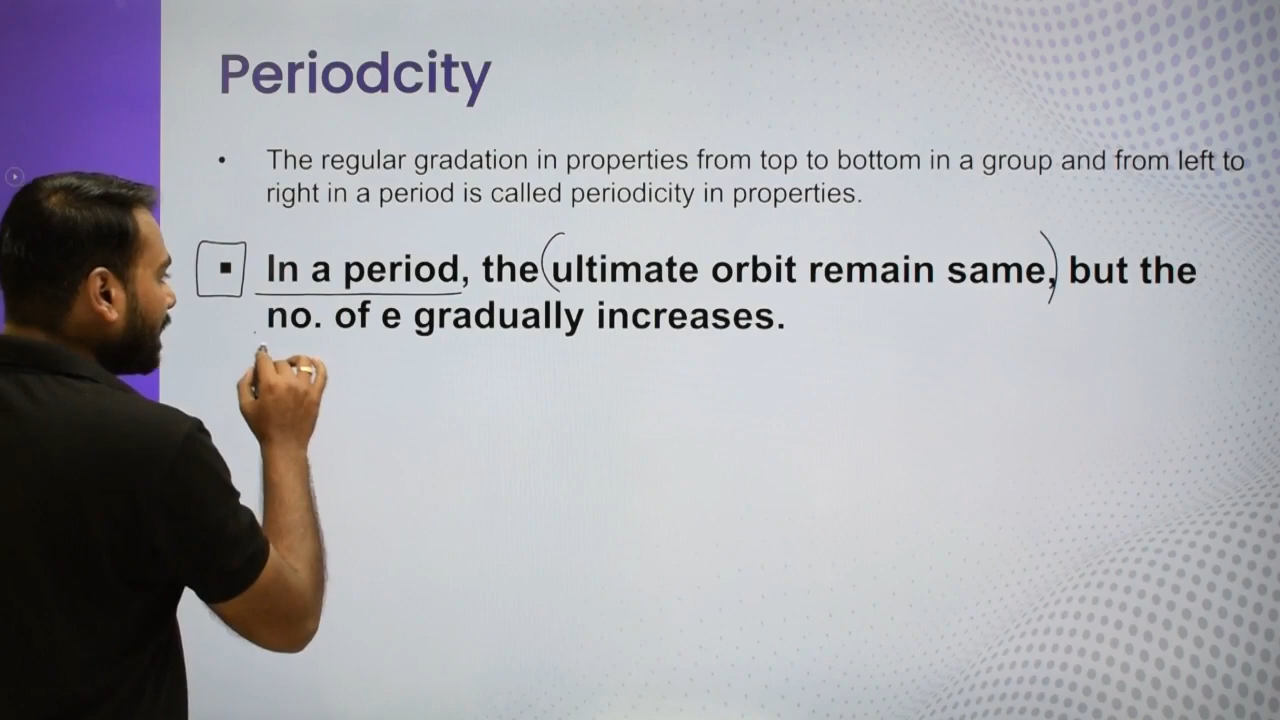 Periodcity
• The regular gradation in properties from top to bottom in a group and from left to
right in a period is called periodicity in properties.
▪ In a period, the (ultimate orbit remain same,) but the
no. of e gradually increases.